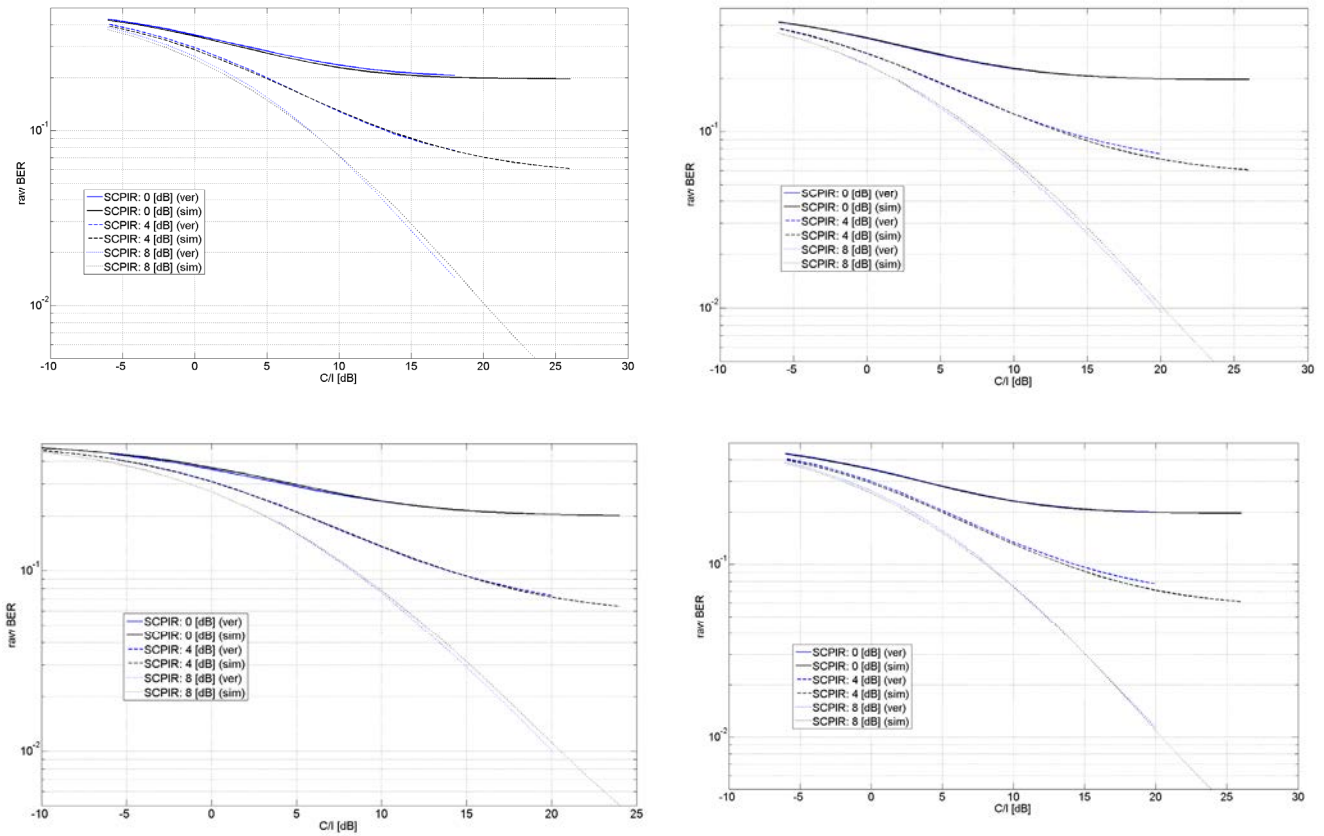 10^-1
10^-2
raw BER
SCPIR: 0 [dB] (ver)
SCPIR: 0 [dB] (sim)
SCPIR: 4 [dB] (ver)
SCPIR: 4 [dB] (sim)
SCPIR: 8 [dB] (ver)
SCPIR: 8 [dB] (sim)
-10 -5 0 5 10 15 20 25 30
C/I [dB]
10^-1
10^-2
raw BER
SCPIR: 0 [dB] (ver)
SCPIR: 0 [dB] (sim)
SCPIR: 4 [dB] (ver)
SCPIR: 4 [dB] (sim)
SCPIR: 8 [dB] (ver)
SCPIR: 8 [dB] (sim)
-10 -5 0 5 10 15 20 25 30
C/I [dB]
10^-1
10^-2
raw BER
SCPIR: 0 [dB] (ver)
SCPIR: 0 [dB] (sim)
SCPIR: 4 [dB] (ver)
SCPIR: 4 [dB] (sim)
SCPIR: 8 [dB] (ver)
SCPIR: 8 [dB] (sim)
-10 -5 0 5 10 15 20 25
C/I [dB]
10^-1
10^-2
raw BER
SCPIR: 0 [dB] (ver)
SCPIR: 0 [dB] (sim)
SCPIR: 4 [dB] (ver)
SCPIR: 4 [dB] (sim)
SCPIR: 8 [dB] (ver)
SCPIR: 8 [dB] (sim)
-10 -5 0 5 10 15 20 25 30
C/I [dB]